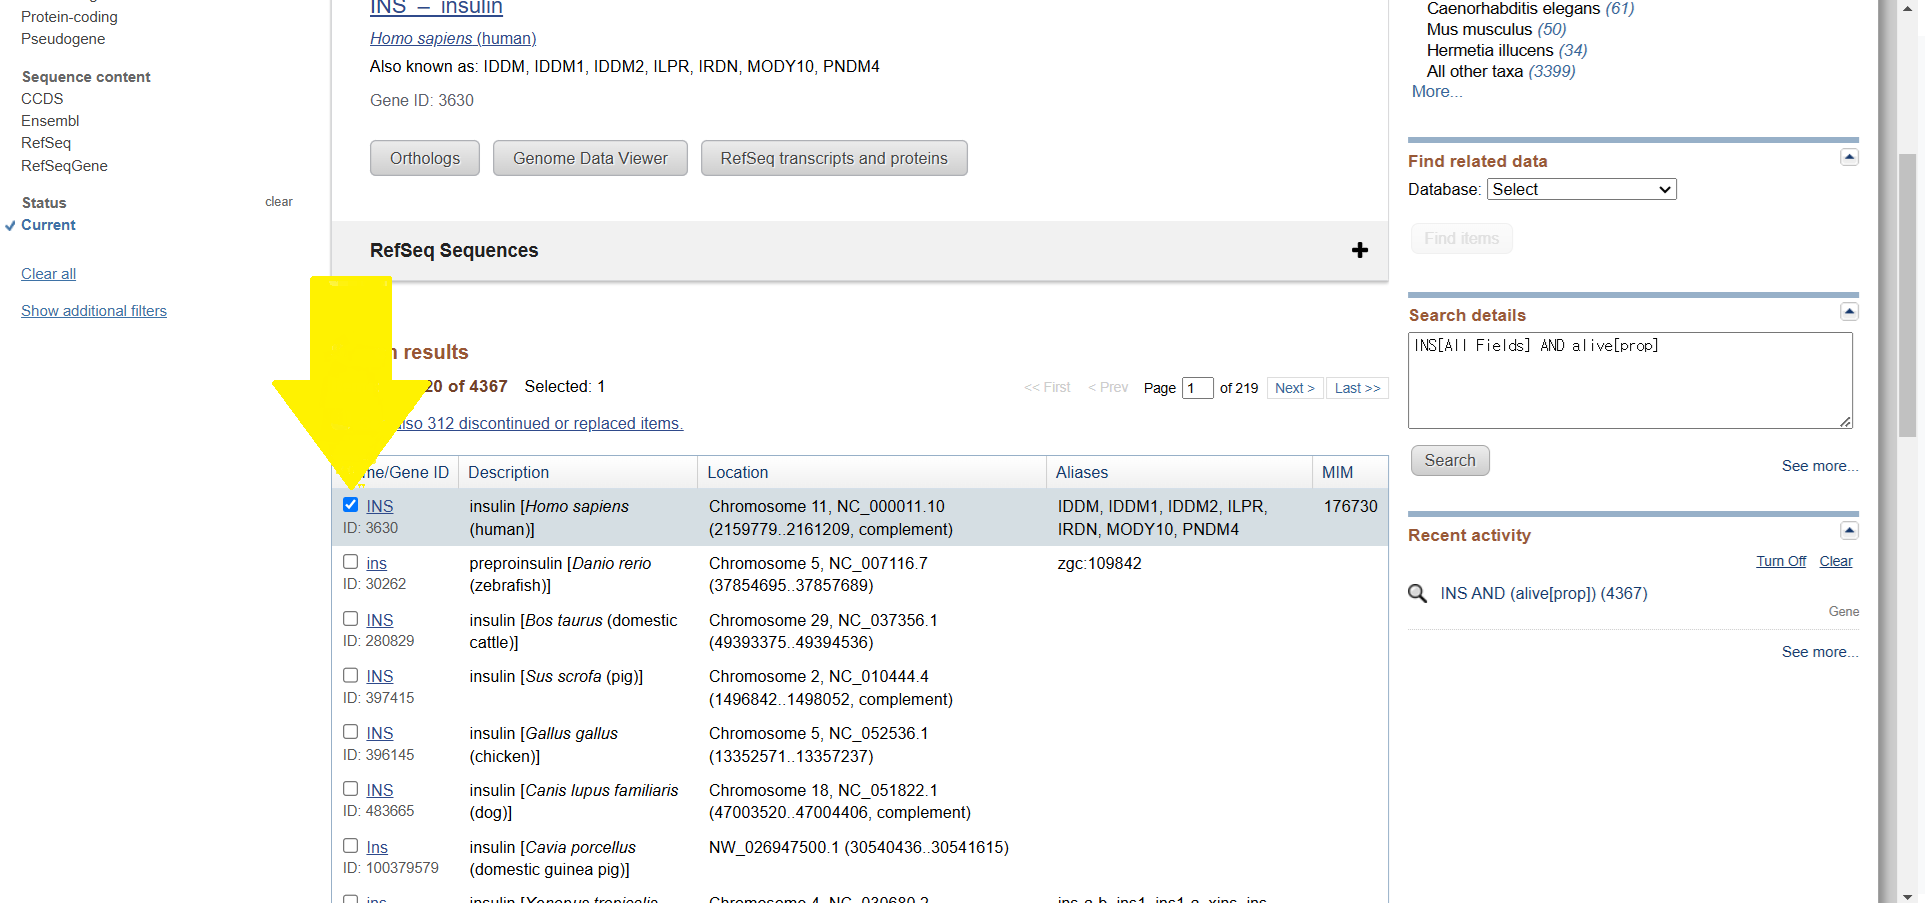 Protein-coding
Pseudogene
Sequence content
CCDS
Ensembl
RefSeq
RefSeqGene
Status clear
Current
Clear all
Show additional filters
INS – insulin
Homo sapiens (human)
Also known as: IDDM, IDDM1, IDDM2, ILPR, IRDN, MODY10, PNDM4
Gene ID: 3630
Orthologs Genome Data Viewer RefSeq transcripts and proteins
RefSeq Sequences
results
20 of 4367 Selected: 1
<< First < Prev Page 1 of 219 Next > Last >>
also 312 discontinued or replaced items.
me/Gene ID Description Location Aliases MIM
INS insulin [Homo sapiens Chromosome 11, NC_000011.10 IDDM, IDDM1, IDDM2, ILPR, 176730
ID: 3630 (human)] (2159779..2161209, complement) IRDN, MODY10, PNDM4
ins preproinsulin [Danio rerio Chromosome 5, NC_007116.7 zgc:109842
ID: 30262 (zebrafish)] (37854695..37857689)
INS insulin [Bos taurus (domestic Chromosome 29, NC_037356.1
ID: 280829 cattle)] (49393375..49394536)
INS insulin [Sus scrofa (pig)] Chromosome 2, NC_010444.4
ID: 397415 (1496842..1498052, complement)
INS insulin [Gallus gallus Chromosome 5, NC_052536.1
ID: 396145 (chicken)] (13352571..13357237)
INS insulin [Canis lupus familiaris Chromosome 18, NC_051822.1
ID: 483665 (dog)] (47003520..47004406, complement)
Ins insulin [Cavia porcellus NW_026947500.1 (30540436..30541615)
ID: 100379579 (domestic guinea pig)]
ins insulin [Xenopus tropicalis Chromosome 4, NC_030680.2
Caenorhabditis elegans (61)
Mus musculus (50)
Hermetia illucens (34)
All other taxa (3399)
More...
Find related data
Database: Select
Find items
Search details
INS[All Fields] AND alive[prop]
Search See more...
Recent activity
Turn Off Clear
INS AND (alive[prop]) (4367)
Gene
See more...